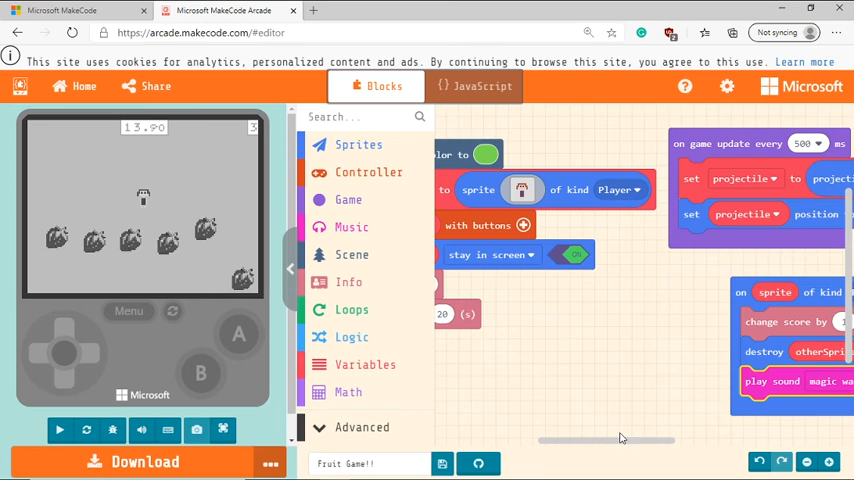 Microsoft MakeCode
Microsoft MakeCode Arcade
https://arcade.makecode.com/#editor
2
Not syncing
This site uses cookies for analytics, personalized content and ads. By continuing to browse this site, you agree to this use. Learn more
Home
Share
Blocks
{} JavaScript
Microsoft
13.90
3
Menu
A
B
Microsoft
Search...
Sprites
Controller
Game
Music
Scene
Info
Loops
Logic
Variables
Math
Advanced
olor to
to sprite of kind Player
with buttons
stay in screen ON
20 (s)
on game update every 500 ms
set projectile to projecti
set projectile position t
on sprite of kind
change score by 1
destroy otherSpri
play sound magic wa
Download
Fruit Game!!